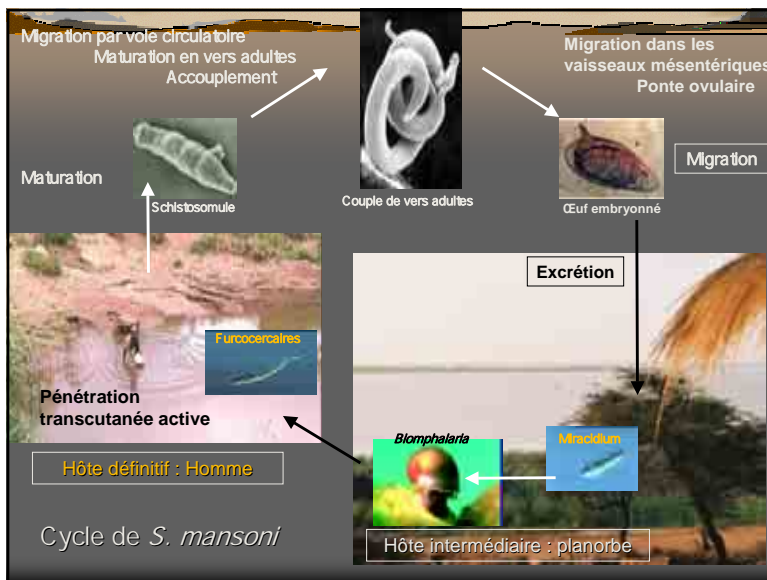 Migration par voie circulatoire
Maturation en vers adultes
Accouplement
Migration dans les
vaisseaux mésentériques
Ponte ovulaire
Maturation
Schistosomule
Couple de vers adultes
Œuf embryonné
Migration
Excrétion
Furcocercaires
Pénétration
transcutanée active
Biomphalaria
Miracidium
Hôte définitif : Homme
Cycle de S. mansoni
Hôte intermédiaire : planorbe